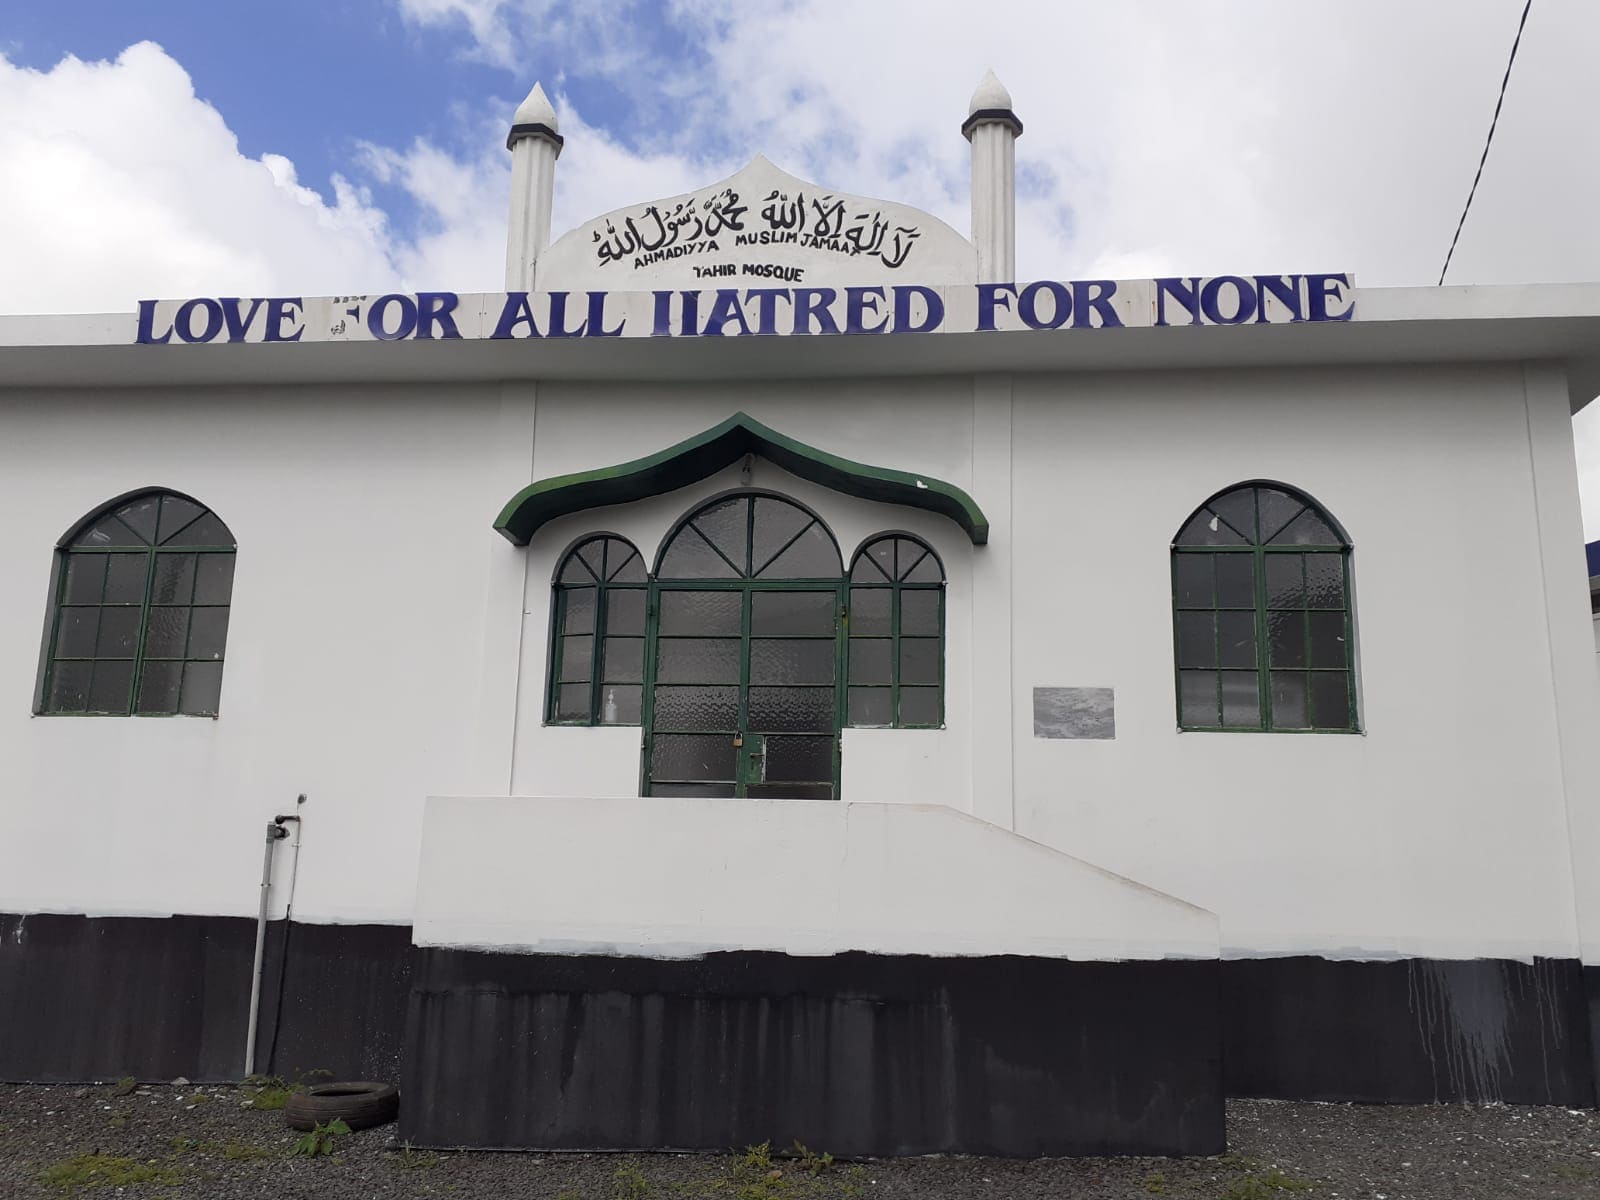 لَآ اِلٰهَ اِلَّا اللّٰهُ مُحَمَّدٌ رَّسُوْلُ اللّٰهِ
AHMADIYYA MUSLIM JAMAAT
TAHIR MOSQUE
LOVE FOR ALL HATRED FOR NONE